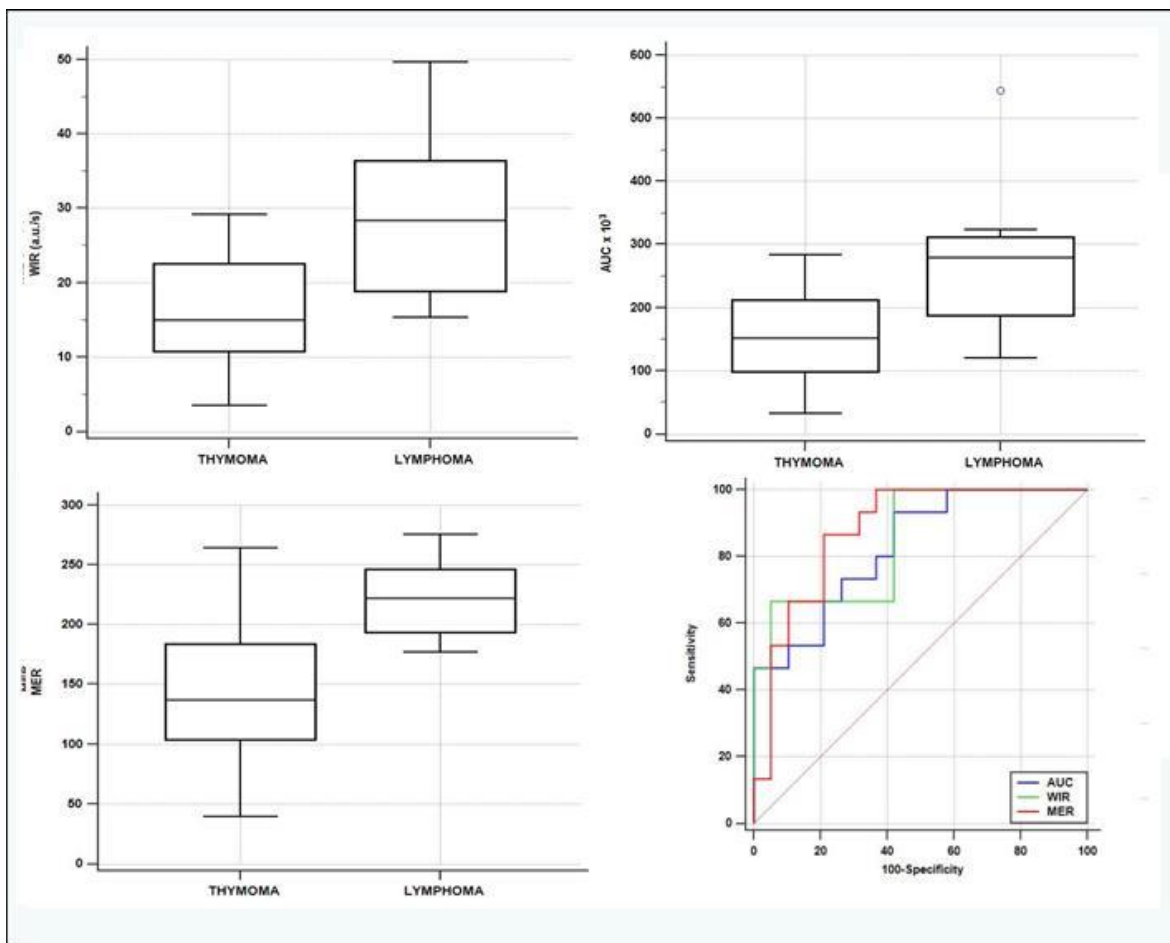 50
40
30
20
10
0
WIR (a.u./s)
THYMOMA LYMPHOMA
600
500
400
300
200
100
0
AUC x 10³
THYMOMA LYMPHOMA
300
250
200
150
100
50
0
MER
THYMOMA LYMPHOMA
100
80
60
40
20
0
Sensitivity
AUC
WIR
MER
0 20 40 60 80 100
100-Specificity